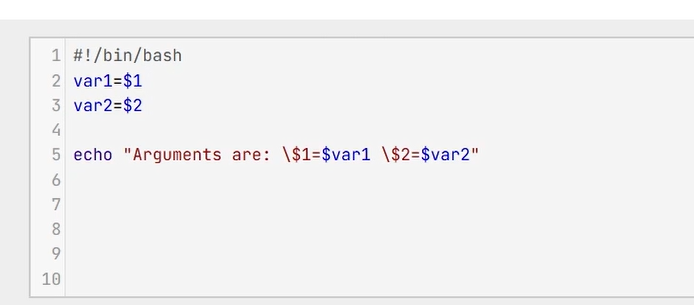 1 #!/bin/bash
2 var1=$1
3 var2=$2
4
5 echo "Arguments are: \$1=$var1 \$2=$var2"
6
7
8
9
10